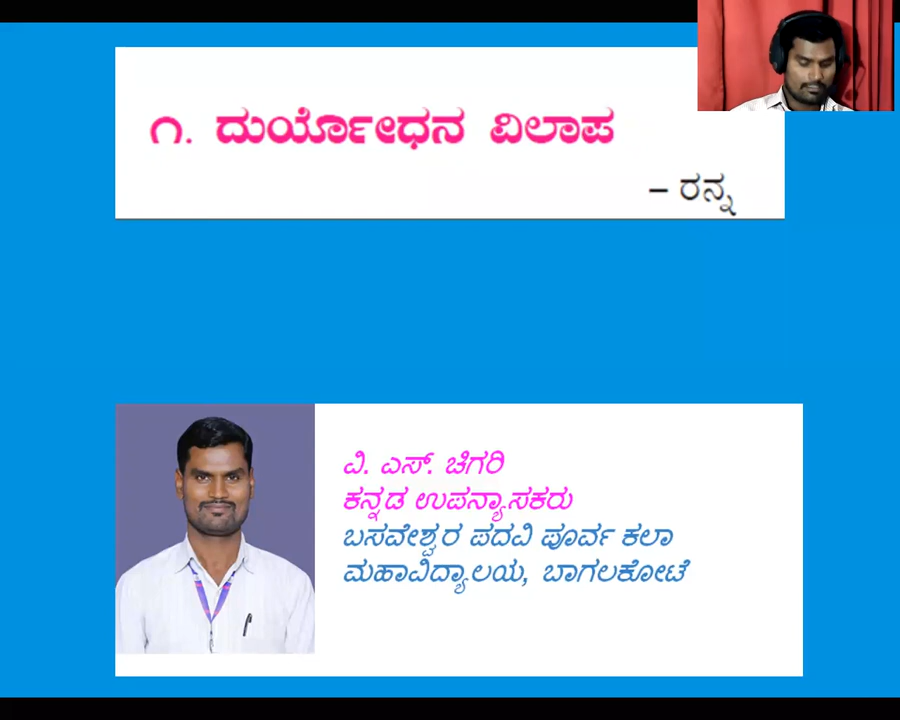 ೧. ದುರ್ಯೋಧನ ವಿಲಾಪ
– ರನ್ನ
ವಿ. ಎಸ್. ಚಿಗರಿ
ಕನ್ನಡ ಉಪನ್ಯಾಸಕರು
ಬಸವೇಶ್ವರ ಪದವಿ ಪೂರ್ವ ಕಲಾ
ಮಹಾವಿದ್ಯಾಲಯ, ಬಾಗಲಕೋಟೆ